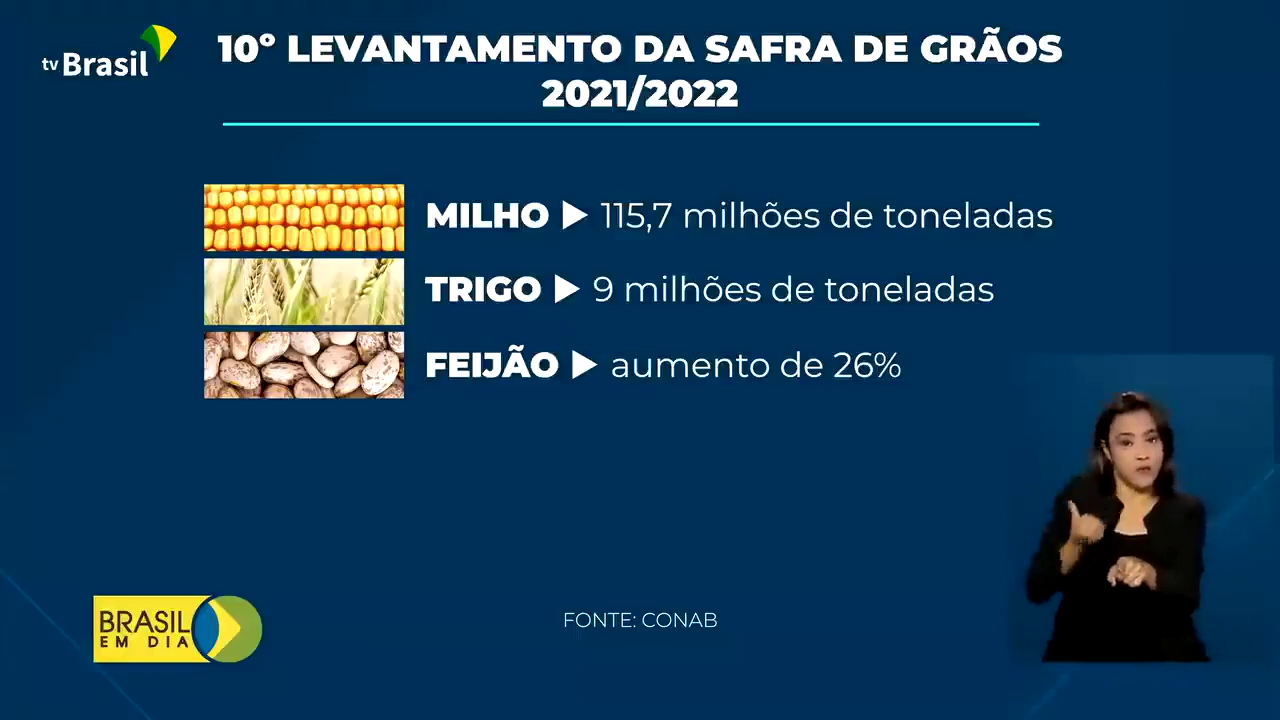 tv Brasil
10º LEVANTAMENTO DA SAFRA DE GRÃOS
2021/2022
MILHO ▶ 115,7 milhões de toneladas
TRIGO ▶ 9 milhões de toneladas
FEIJÃO ▶ aumento de 26%
BRASIL
EM DIA
FONTE: CONAB